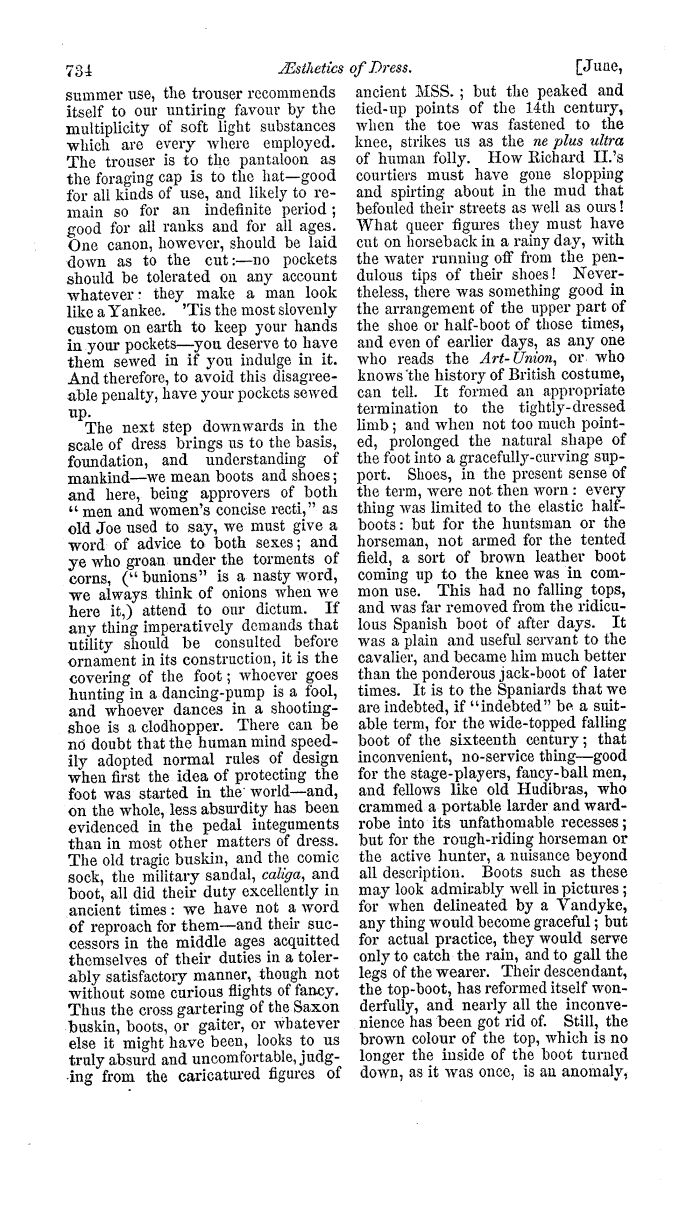 734
Æsthetics of Dress.
[June,
summer use, the trouser recommends
itself to our untiring favour by the
multiplicity of soft light substances
which are every where employed.
The trouser is to the pantaloon as
the foraging cap is to the hat—good
for all kinds of use, and likely to re-
main so for an indefinite period;
good for all ranks and for all ages.
One canon, however, should be laid
down as to the cut:—no pockets
should be tolerated on any account
whatever: they make a man look
like a Yankee. 'Tis the most slovenly
custom on earth to keep your hands
in your pockets—you deserve to have
them sewed in if you indulge in it.
And therefore, to avoid this disagree-
able penalty, have your pockets sewed
up.
The next step downwards in the
scale of dress brings us to the basis,
foundation, and understanding of
mankind—we mean boots and shoes;
and here, being approvers of both
"men and women's concise recti," as
old Joe used to say, we must give a
word of advice to both sexes; and
ye who groan under the torments of
corns, ("bunions" is a nasty word,
we always think of onions when we
here it,) attend to our dictum. If
any thing imperatively demands that
utility should be consulted before
ornament in its construction, it is the
covering of the foot; whoever goes
hunting in a dancing-pump is a fool,
and whoever dances in a shooting-
shoe is a clodhopper. There can be
no doubt that the human mind speed-
ily adopted normal rules of design
when first the idea of protecting the
foot was started in the world—and,
on the whole, less absurdity has been
evidenced in the pedal integuments
than in most other matters of dress.
The old tragic buskin, and the comic
sock, the military sandal, caliga, and
boot, all did their duty excellently in
ancient times: we have not a word
of reproach for them—and their suc-
cessors in the middle ages acquitted
themselves of their duties in a toler-
ably satisfactory manner, though not
without some curious flights of fancy.
Thus the cross gartering of the Saxon
buskin, boots, or gaiter, or whatever
else it might have been, looks to us
truly absurd and uncomfortable, judg-
ing from the caricatured figures of
ancient MSS.; but the peaked and
tied-up points of the 14th century,
when the toe was fastened to the
knee, strikes us as the ne plus ultra
of human folly. How Richard II.'s
courtiers must have gone slopping
and spirting about in the mud that
befouled their streets as well as ours!
What queer figures they must have
cut on horseback in a rainy day, with
the water running off from the pen-
dulous tips of their shoes! Never-
theless, there was something good in
the arrangement of the upper part of
the shoe or half-boot of those times,
and even of earlier days, as any one
who reads the Art-Union, or who
knows the history of British costume,
can tell. It formed an appropriate
termination to the tightly-dressed
limb; and when not too much point-
ed, prolonged the natural shape of
the foot into a gracefully-curving sup-
port. Shoes, in the present sense of
the term, were not then worn: every
thing was limited to the elastic half-
boots: but for the huntsman or the
horseman, not armed for the tented
field, a sort of brown leather boot
coming up to the knee was in com-
mon use. This had no falling tops,
and was far removed from the ridicu-
lous Spanish boot of after days. It
was a plain and useful servant to the
cavalier, and became him much better
than the ponderous jack-boot of later
times. It is to the Spaniards that we
are indebted, if "indebted" be a suit-
able term, for the wide-topped falling
boot of the sixteenth century; that
inconvenient, no-service thing—good
for the stage-players, fancy-ball men,
and fellows like old Hudibras, who
crammed a portable larder and ward-
robe into its unfathomable recesses;
but for the rough-riding horseman or
the active hunter, a nuisance beyond
all description. Boots such as these
may look admirably well in pictures;
for when delineated by a Vandyke,
any thing would become graceful; but
for actual practice, they would serve
only to catch the rain, and to gall the
legs of the wearer. Their descendant,
the top-boot, has reformed itself won-
derfully, and nearly all the inconve-
nience has been got rid of. Still, the
brown colour of the top, which is no
longer the inside of the boot turned
down, as it was once, is an anomaly,